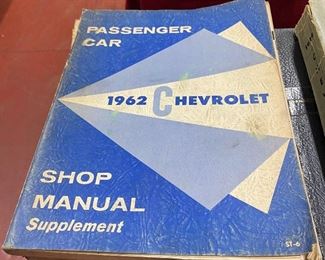 PASSENGER
CAR
1962 CHEVROLET
SHOP
MANUAL
Supplement
ST-6